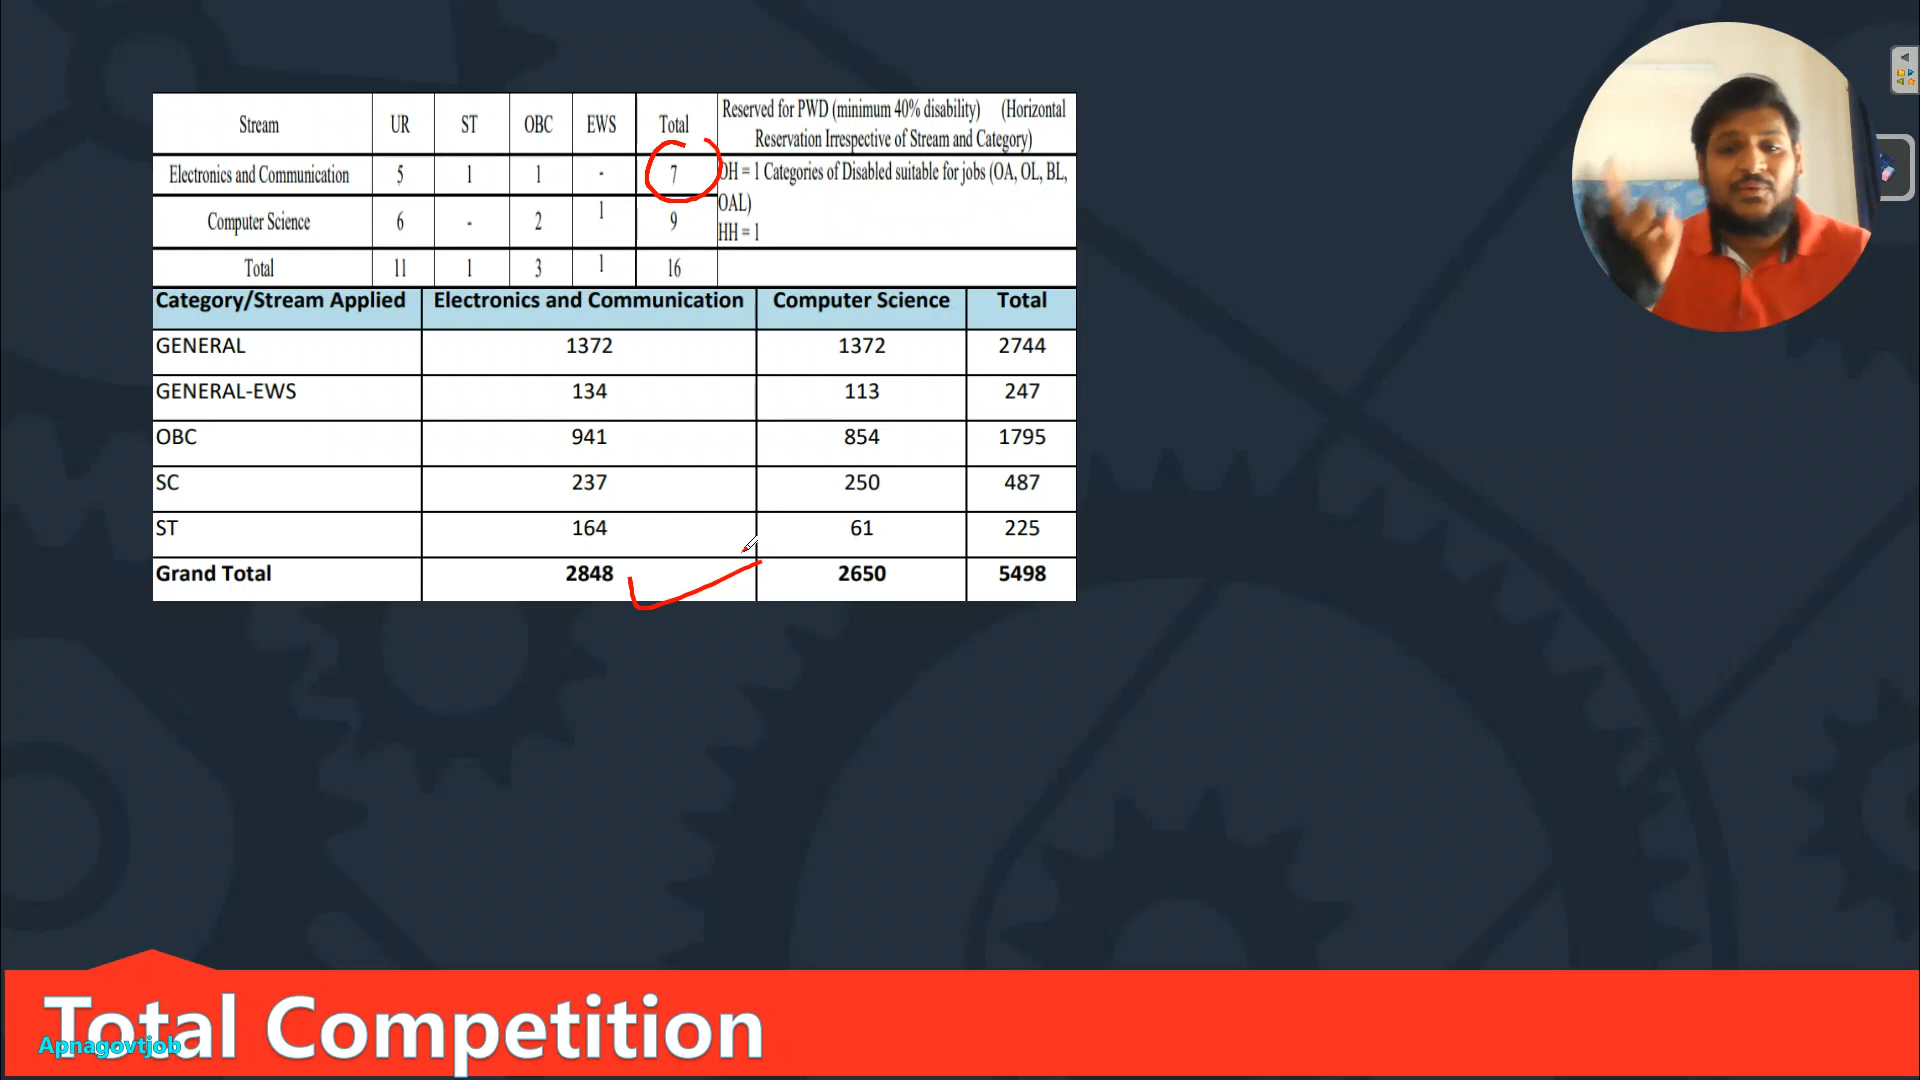 Stream UR ST OBC EWS Total Reserved for PWD (minimum 40% disability) (Horizontal
Reservation Irrespective of Stream and Category)
Electronics and Communication 5 1 1 - 7 OH = 1 Categories of Disabled suitable for jobs (OA, OL, BL,
OAL)
Computer Science 6 - 2 1 9 HH = 1
Total 11 1 3 1 16
Category/Stream Applied Electronics and Communication Computer Science Total
GENERAL 1372 1372 2744
GENERAL-EWS 134 113 247
OBC 941 854 1795
SC 237 250 487
ST 164 61 225
Grand Total 2848 2650 5498
Total Competition
Apnagovtjob